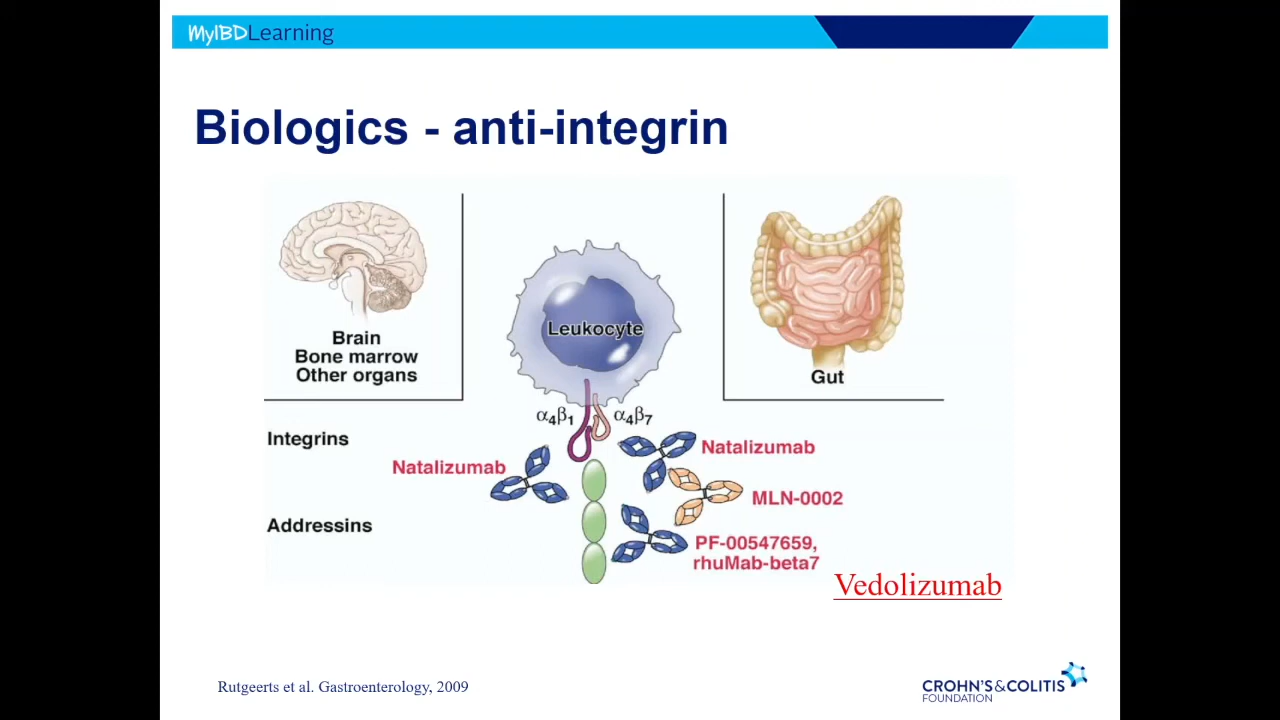 MyIBDLearning
Biologics - anti-integrin
Brain
Bone marrow
Other organs
Leukocyte
Gut
α₄β₁
α₄β₇
Integrins
Natalizumab
Natalizumab
MLN-0002
Addressins
PF-00547659,
rhuMab-beta7
Vedolizumab
Rutgeerts et al. Gastroenterology, 2009
CROHN'S&COLITIS
FOUNDATION